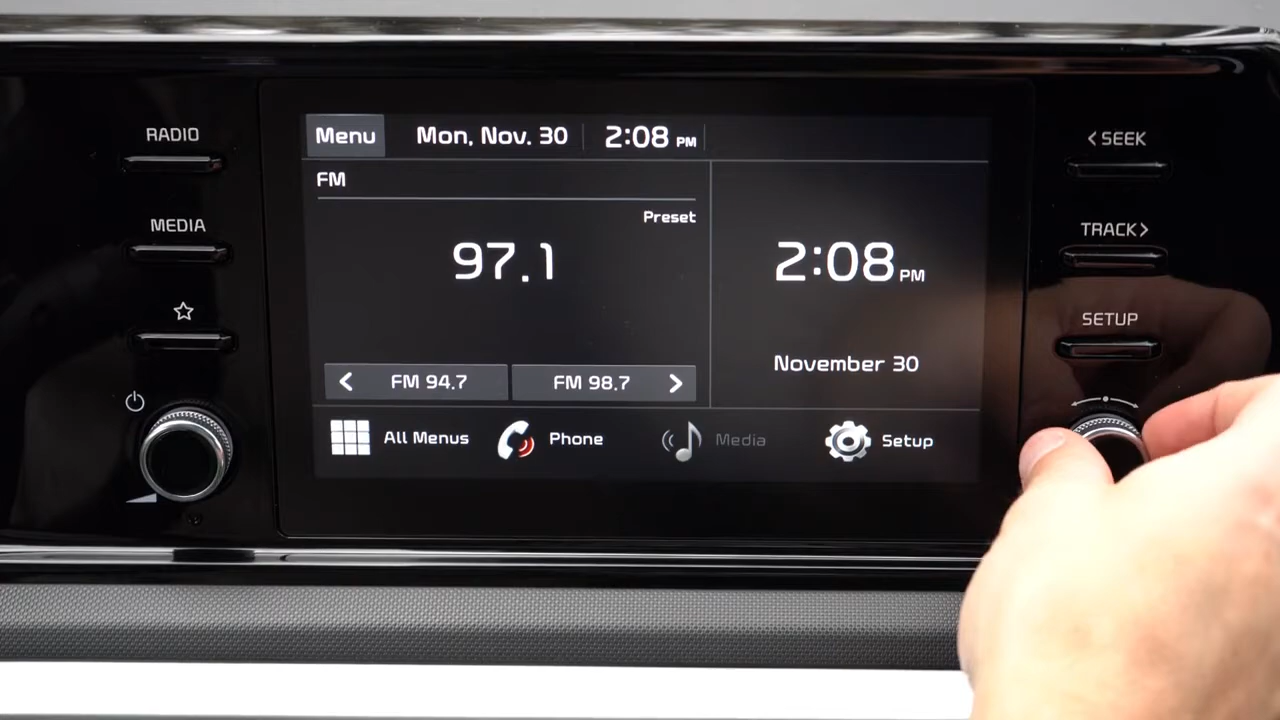 RADIO
MEDIA
Menu Mon, Nov. 30 2:08 PM
FM
Preset
97.1
FM 94.7 FM 98.7
2:08 PM
November 30
All Menus Phone Media Setup
< SEEK
TRACK >
SETUP